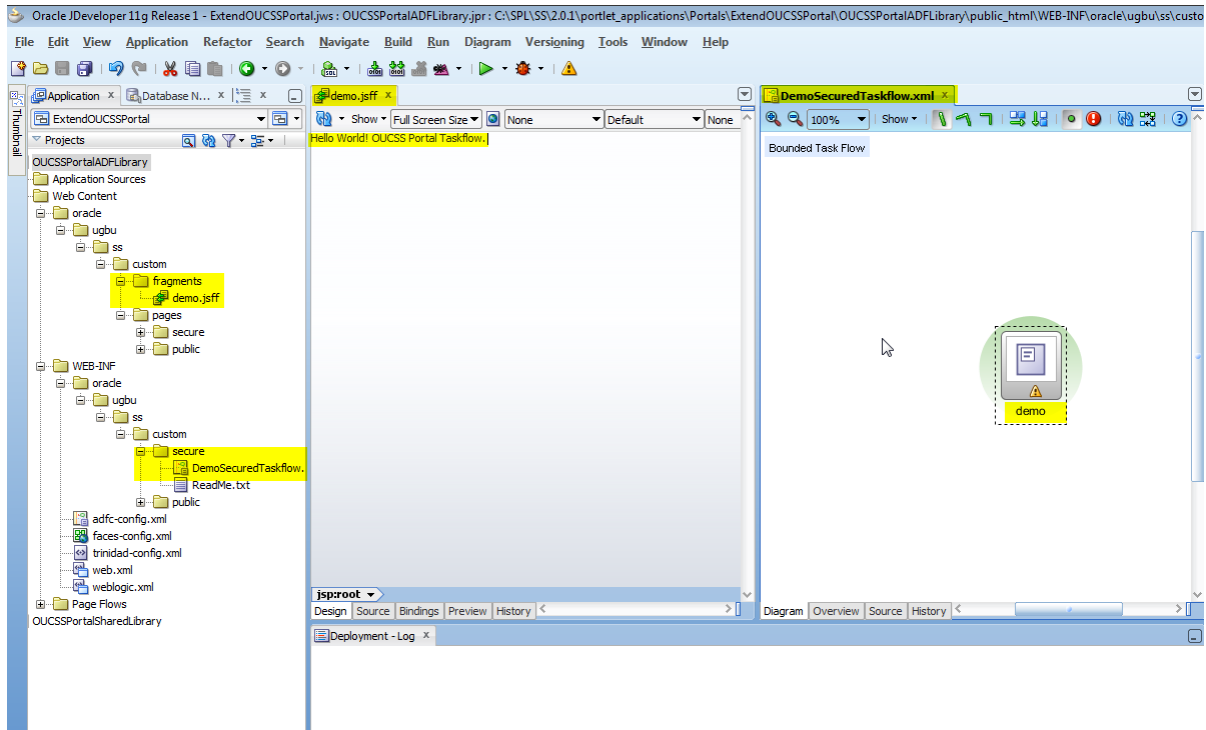 Oracle JDeveloper 11g Release 1 - ExtendOUCSSPortal.jws : OUCSSPortalADFLibrary.jpr : C:\SPL\SS\2.0.1\portlet_applications\Portals\ExtendOUCSSPortal\OUCSSPortalADFLibrary\public_html\WEB-INF\oracle\ugbu\ss\custo
File Edit View Application Refactor Search Navigate Build Run Diagram Versioning Tools Window Help
Application x Database N... x x
Thumbnail
ExtendOUCSSPortal
Projects
OUCSSPortalADFLibrary
Application Sources
Web Content
oracle
ugbu
ss
custom
fragments
demo.jsff
pages
secure
public
WEB-INF
oracle
ugbu
ss
custom
secure
DemoSecuredTaskflow.
ReadMe.txt
public
adfc-config.xml
faces-config.xml
trinidad-config.xml
web.xml
weblogic.xml
Page Flows
OUCSSPortalSharedLibrary
demo.jsff x
Show Full Screen Size None Default None
Hello World! OUCSS Portal Taskflow.
jsp:root
Design Source Bindings Preview History
DemoSecuredTaskflow.xml x
100% Show
Bounded Task Flow
demo
Diagram Overview Source History
Deployment - Log x